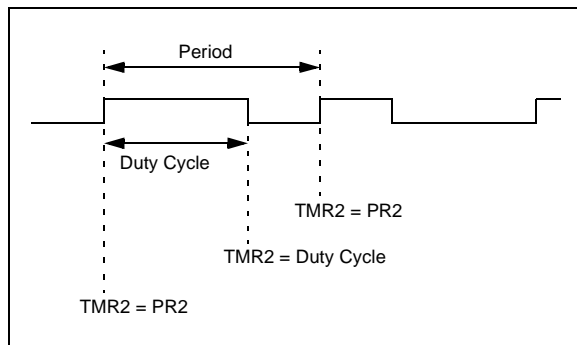 Period
Duty Cycle
TMR2 = PR2
TMR2 = Duty Cycle
TMR2 = PR2